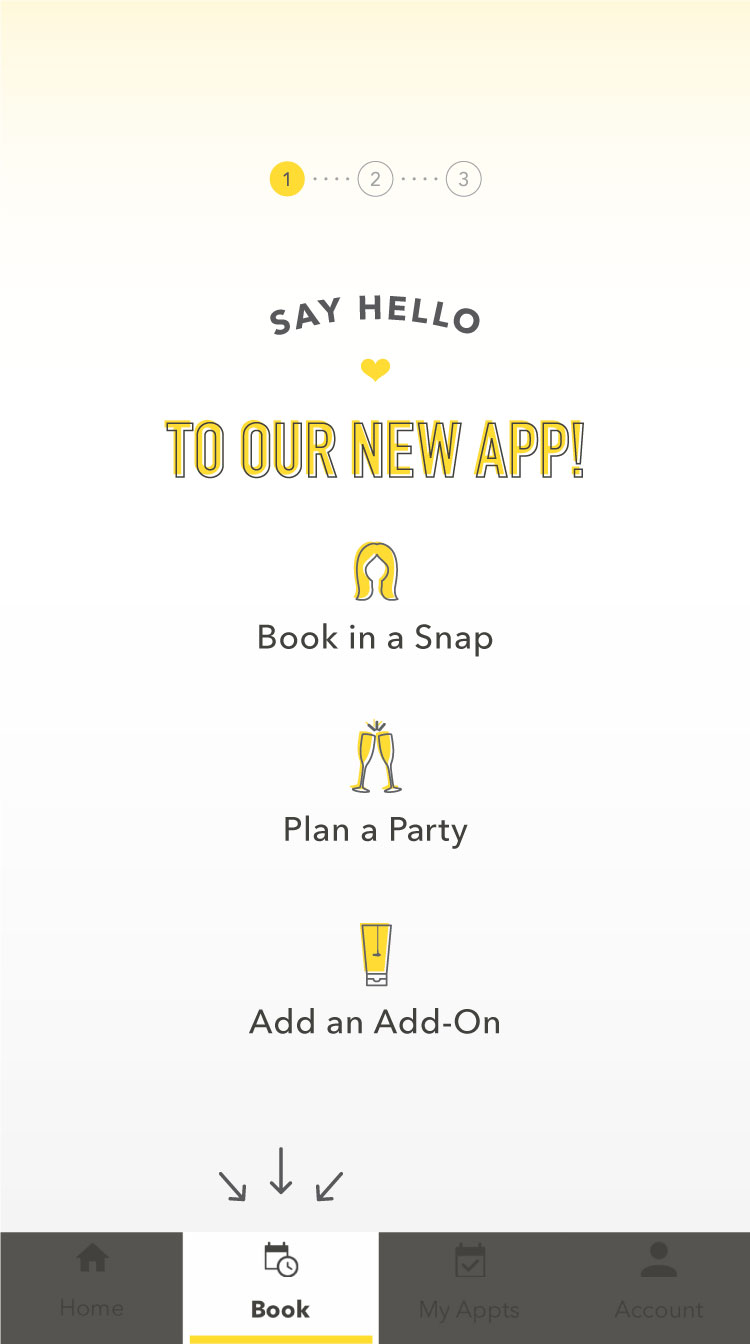 1 .... 2 .... 3
SAY HELLO
TO OUR NEW APP!
Book in a Snap
Plan a Party
Add an Add-On
Home Book My Appts Account